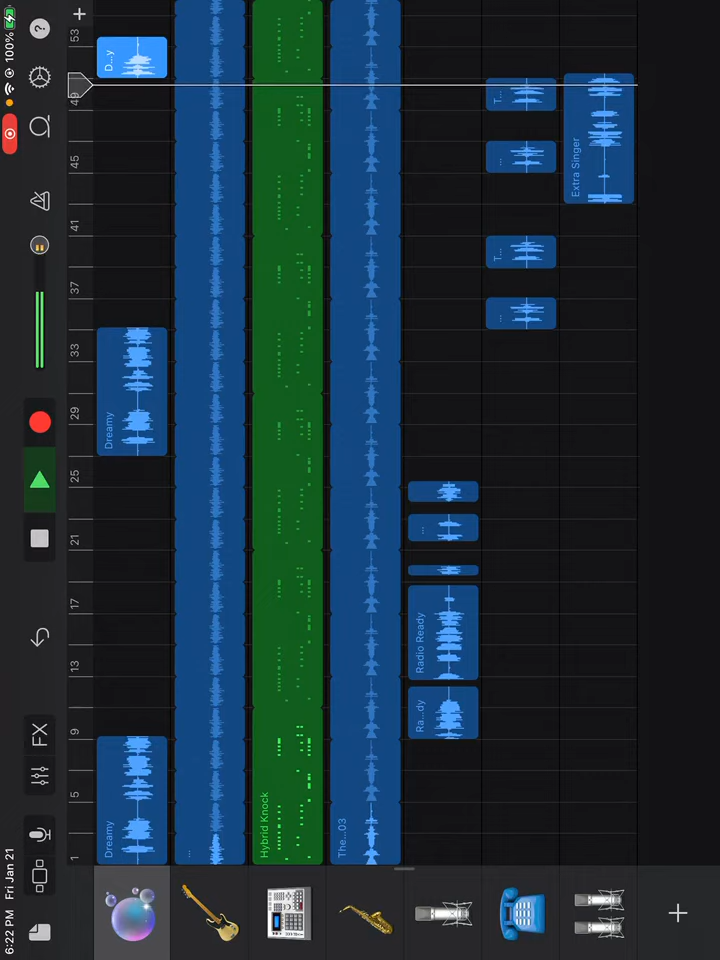 6:22 PM Fri Jan 21
100%
FX
?
1 5 9 13 17 21 25 29 33 37 41 45 49 53
+
Dreamy
Dreamy
D...y
...
Hybrid Knock
The...03
Ra...dy
Radio Ready
...
...
T...
...
T...
Extra Singer
+